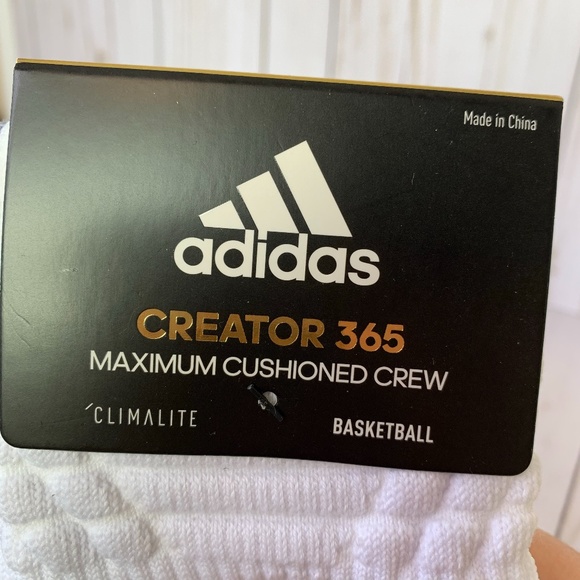 Made in China
adidas
CREATOR 365
MAXIMUM CUSHIONED CREW
CLIMALITE
BASKETBALL